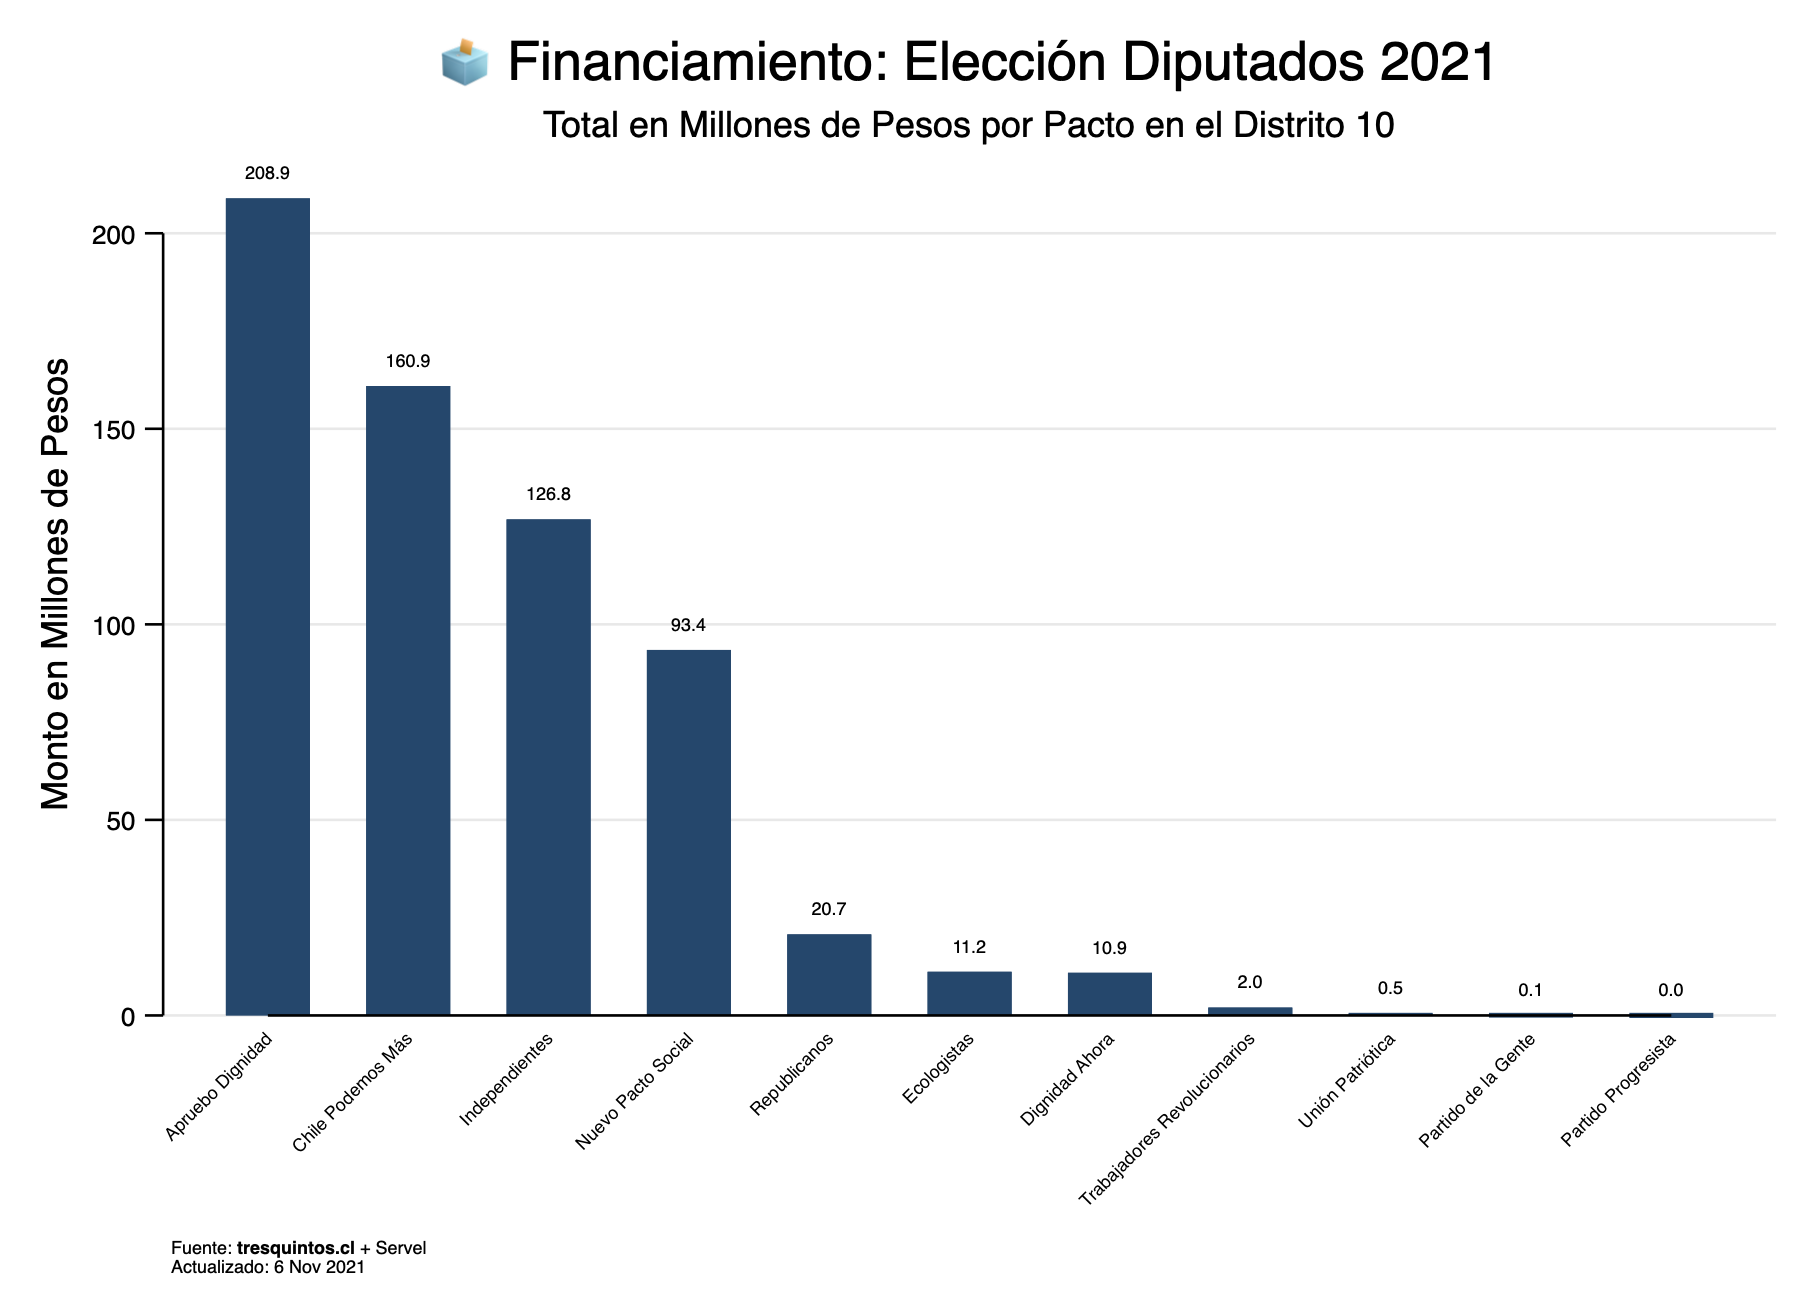 Financiamiento: Elección Diputados 2021
Total en Millones de Pesos por Pacto en el Distrito 10
Monto en Millones de Pesos
200
150
100
50
0
208.9
160.9
126.8
93.4
20.7
11.2
10.9
2.0
0.5
0.1
0.0
Apruebo Dignidad
Chile Podemos Más
Independientes
Nuevo Pacto Social
Republicanos
Ecologistas
Dignidad Ahora
Trabajadores Revolucionarios
Unión Patriótica
Partido de la Gente
Partido Progresista
Fuente: tresquintos.cl + Servel
Actualizado: 6 Nov 2021